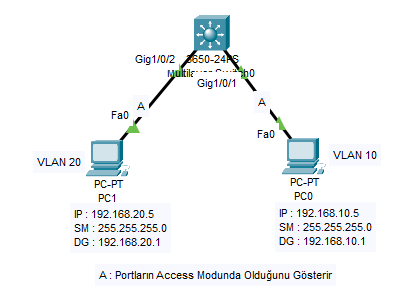 Gig1/0/2
3650-24PS
Multilayer Switch0
Gig1/0/1
A
A
Fa0
Fa0
VLAN 20
PC-PT
PC1
PC-PT
PC0
VLAN 10
IP : 192.168.20.5
SM : 255.255.255.0
DG : 192.168.20.1
IP : 192.168.10.5
SM : 255.255.255.0
DG : 192.168.10.1
A : Portların Access Modunda Olduğunu Gösterir